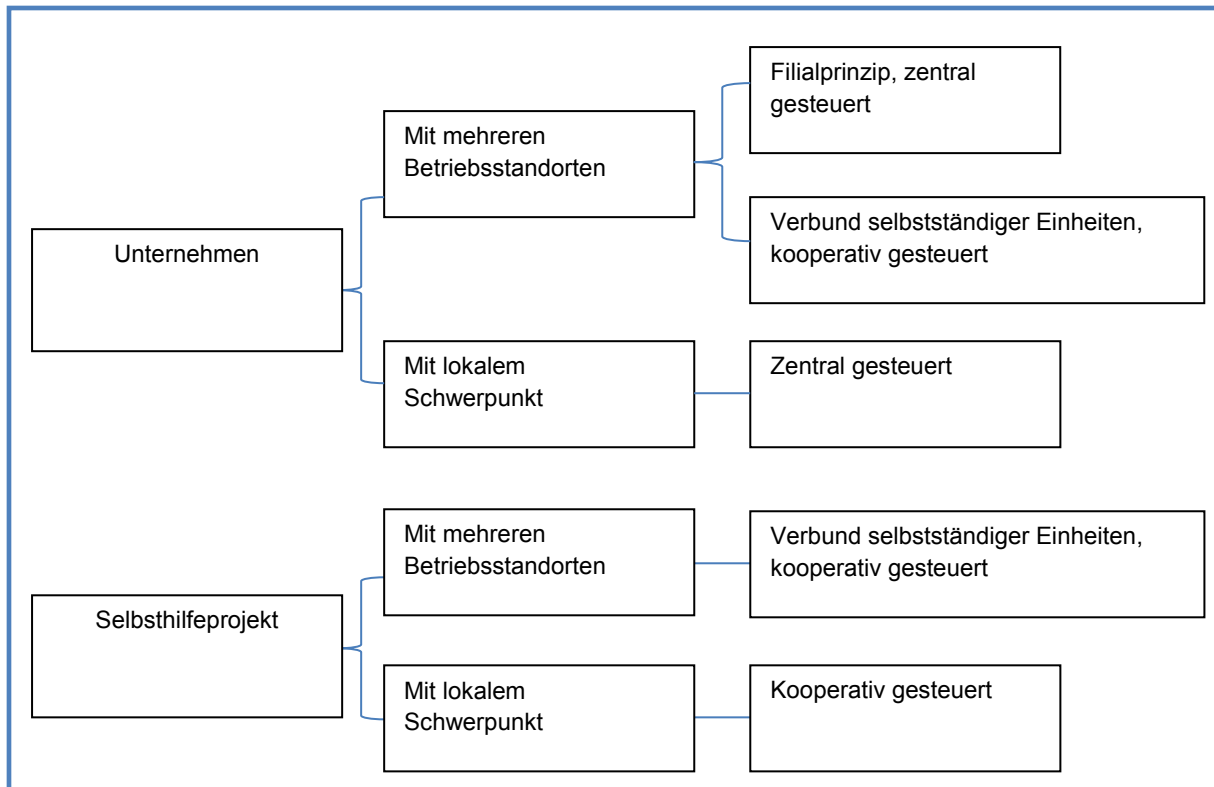 Unternehmen
Mit mehreren
Betriebsstandorten
Filialprinzip, zentral
gesteuert
Verbund selbstständiger Einheiten,
kooperativ gesteuert
Mit lokalem
Schwerpunkt
Zentral gesteuert
Selbsthilfeprojekt
Mit mehreren
Betriebsstandorten
Verbund selbstständiger Einheiten,
kooperativ gesteuert
Mit lokalem
Schwerpunkt
Kooperativ gesteuert